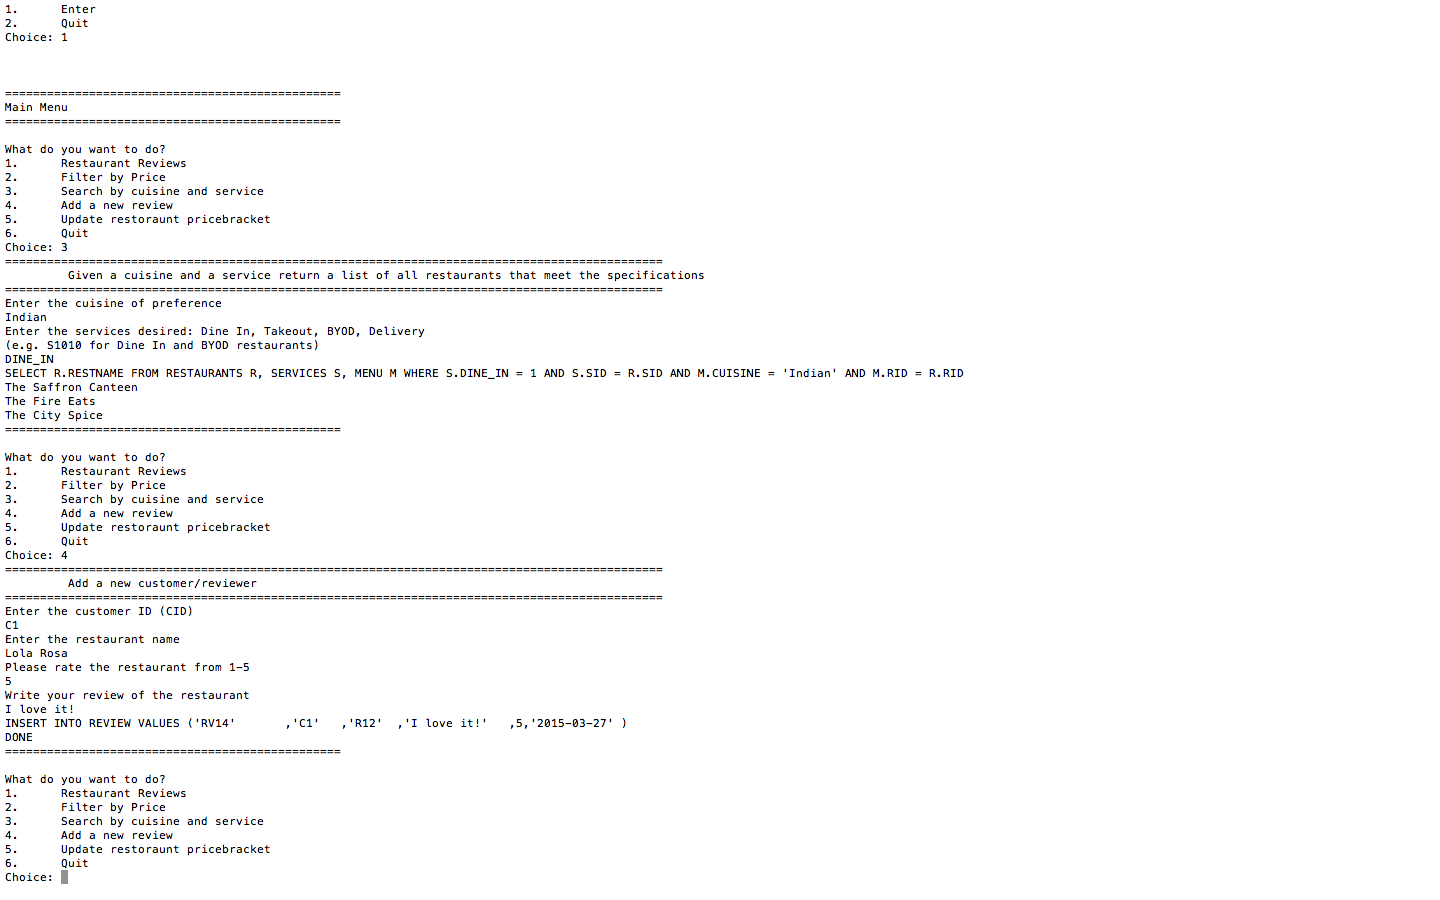 1.      Enter
2.      Quit
Choice: 1
================================================
Main Menu
================================================
What do you want to do?
1.      Restaurant Reviews
2.      Filter by Price
3.      Search by cuisine and service
4.      Add a new review
5.      Update restoraunt pricebracket
6.      Quit
Choice: 3
==============================================================================================
         Given a cuisine and a service return a list of all restaurants that meet the specifications
==============================================================================================
Enter the cuisine of preference
Indian
Enter the services desired: Dine In, Takeout, BYOD, Delivery
(e.g. S1010 for Dine In and BYOD restaurants)
DINE_IN
SELECT R.RESTNAME FROM RESTAURANTS R, SERVICES S, MENU M WHERE S.DINE_IN = 1 AND S.SID = R.SID AND M.CUISINE = 'Indian' AND M.RID = R.RID
The Saffron Canteen
The Fire Eats
The City Spice
================================================
What do you want to do?
1.      Restaurant Reviews
2.      Filter by Price
3.      Search by cuisine and service
4.      Add a new review
5.      Update restoraunt pricebracket
6.      Quit
Choice: 4
==============================================================================================
         Add a new customer/reviewer
==============================================================================================
Enter the customer ID (CID)
C1
Enter the restaurant name
Lola Rosa
Please rate the restaurant from 1-5
5
Write your review of the restaurant
I love it!
INSERT INTO REVIEW VALUES ('RV14'       ,'C1'   ,'R12'  ,'I love it!'   ,5,'2015-03-27' )
DONE
================================================
What do you want to do?
1.      Restaurant Reviews
2.      Filter by Price
3.      Search by cuisine and service
4.      Add a new review
5.      Update restoraunt pricebracket
6.      Quit
Choice: